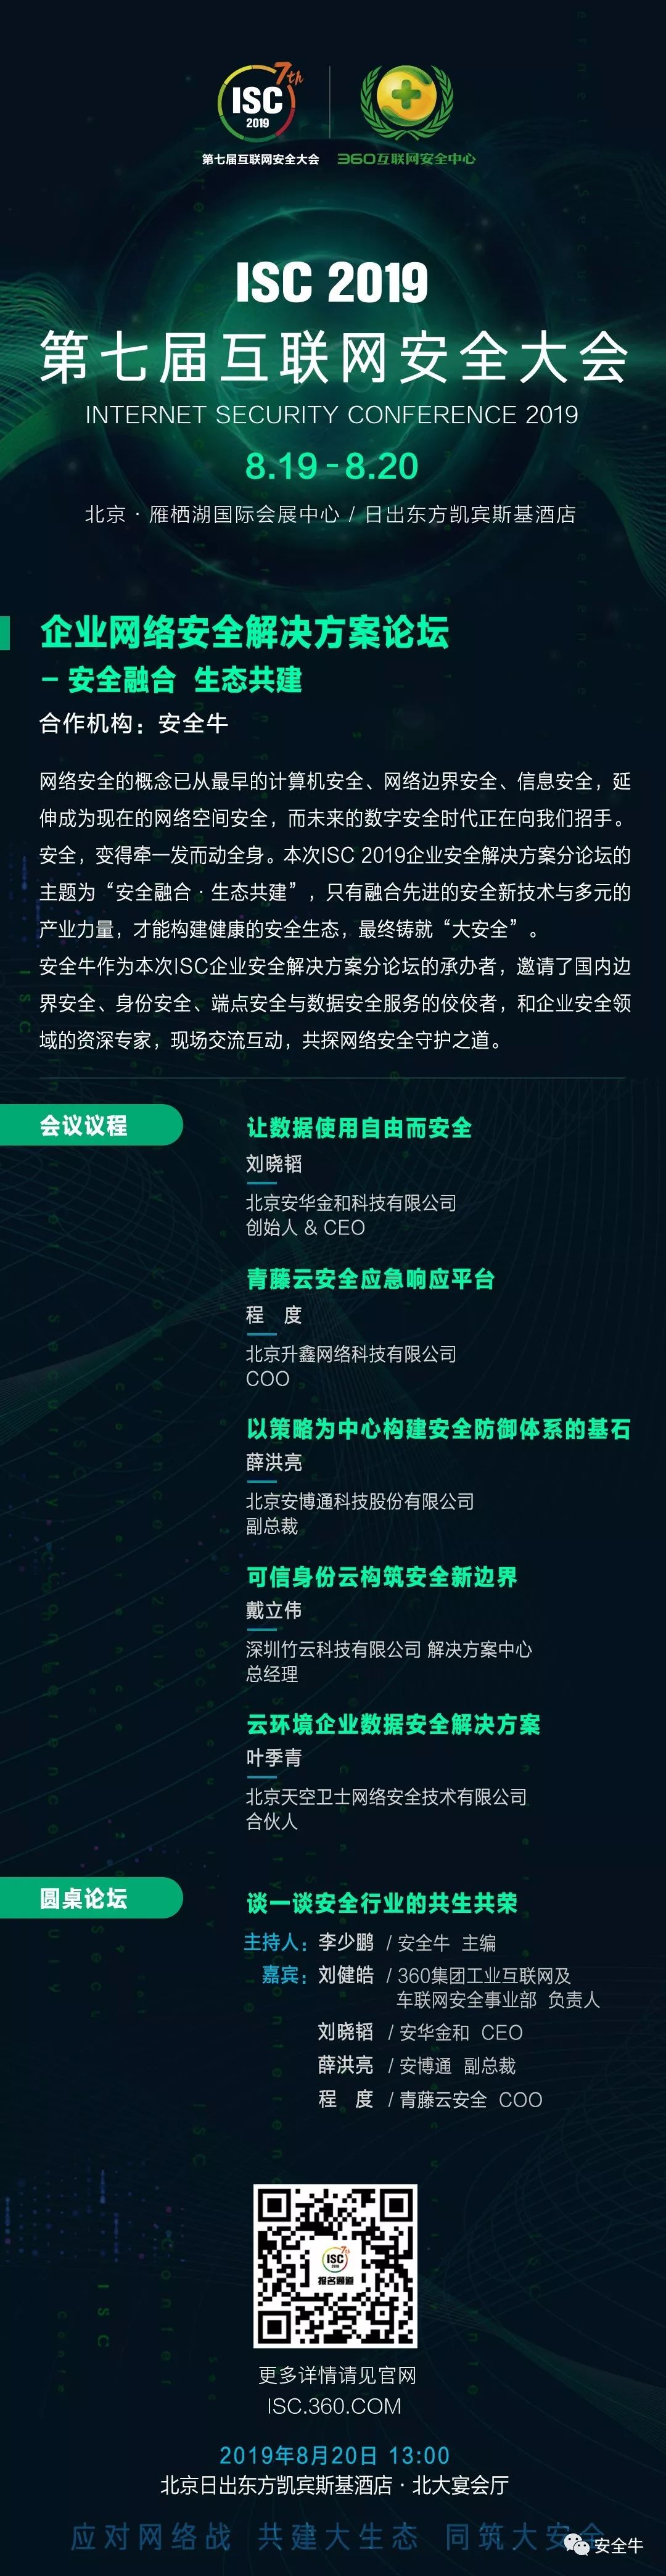 7th
ISC
2019
第七届互联网安全大会
360互联网安全中心
ISC 2019
第七届互联网安全大会
INTERNET SECURITY CONFERENCE 2019
8.19-8.20
北京·雁栖湖国际会展中心 / 日出东方凯宾斯基酒店
企业网络安全解决方案论坛
- 安全融合 生态共建
合作机构：安全牛
网络安全的概念已从最早的计算机安全、网络边界安全、信息安全，延
伸成为现在的网络空间安全，而未来的数字安全时代正在向我们招手。
安全，变得牵一发而动全身。本次ISC 2019企业安全解决方案分论坛的
主题为“安全融合·生态共建”，只有融合先进的安全新技术与多元的
产业力量，才能构建健康的安全生态，最终铸就“大安全”。
安全牛作为本次ISC企业安全解决方案分论坛的承办者，邀请了国内边
界安全、身份安全、端点安全与数据安全服务的佼佼者，和企业安全领
域的资深专家，现场交流互动，共探网络安全守护之道。
会议议程
让数据使用自由而安全
刘晓韬
北京安华金和科技有限公司
创始人 & CEO
青藤云安全应急响应平台
程 度
北京升鑫网络科技有限公司
COO
以策略为中心构建安全防御体系的基石
薛洪亮
北京安博通科技股份有限公司
副总裁
可信身份云构筑安全新边界
戴立伟
深圳竹云科技有限公司 解决方案中心
总经理
云环境企业数据安全解决方案
叶季青
北京天空卫士网络安全技术有限公司
合伙人
圆桌论坛
谈一谈安全行业的共生共荣
主持人：李少鹏 / 安全牛 主编
嘉宾：刘健皓 / 360集团工业互联网及
车联网安全事业部 负责人
刘晓韬 / 安华金和 CEO
薛洪亮 / 安博通 副总裁
程 度 / 青藤云安全 COO
7th
ISC
2019
报名通道
更多详情请见官网
ISC.360.COM
2019年8月20日 13:00
北京日出东方凯宾斯基酒店·北大宴会厅
应对网络战 共建大生态 同筑大安全
安全牛